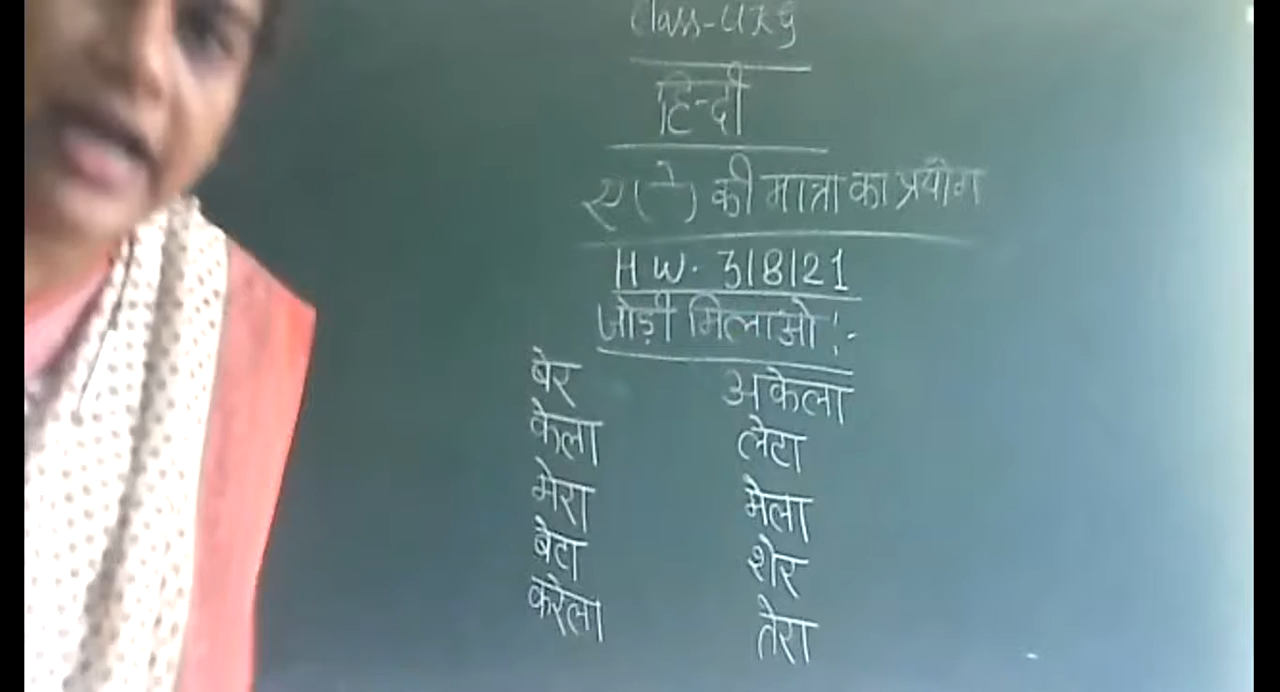 Class-UKG
हिन्दी
ए ( े ) की मात्रा का प्रयोग
H W. 3/8/21
जोड़ी मिलाओ :-
बेर अकेला
केला लेटा
मेरा मेला
बेटा शेर
करेला तेरा